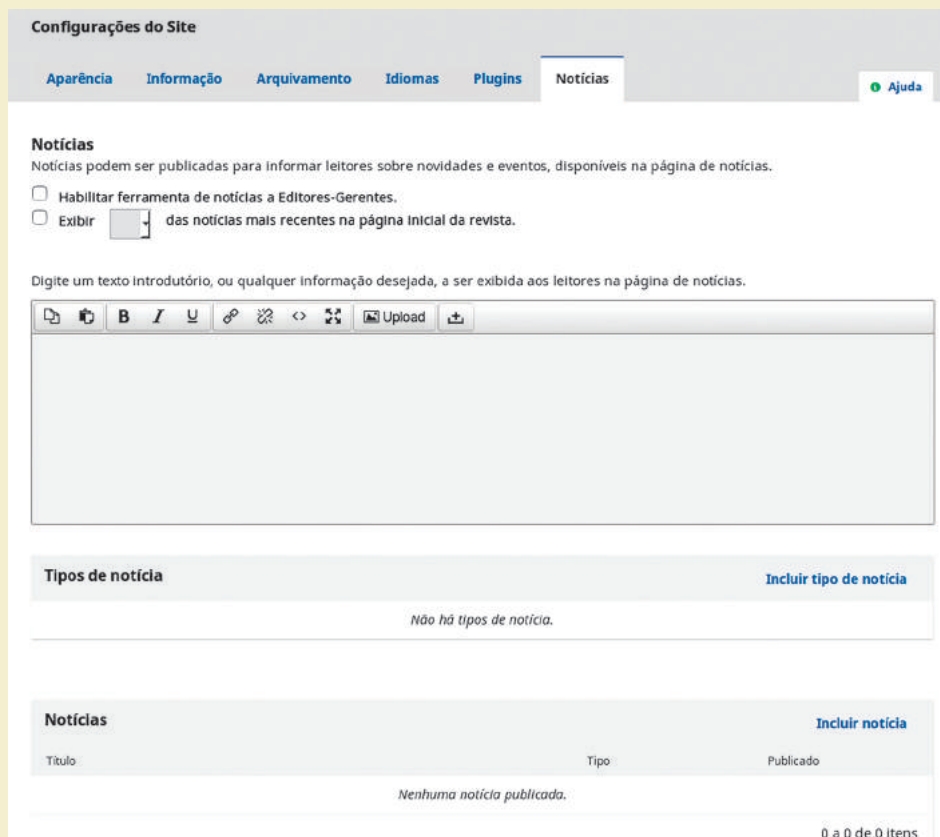 Configurações do Site
Aparência Informação Arquivamento Idiomas Plugins Notícias
Ajuda
Notícias
Notícias podem ser publicadas para informar leitores sobre novidades e eventos, disponíveis na página de notícias.
Habilitar ferramenta de notícias a Editores-Gerentes.
Exibir das notícias mais recentes na página inicial da revista.
Digite um texto introdutório, ou qualquer informação desejada, a ser exibida aos leitores na página de notícias.
B I U Upload
Tipos de notícia Incluir tipo de notícia
Não há tipos de notícia.
Notícias Incluir notícia
Título Tipo Publicado
Nenhuma notícia publicada.
0 a 0 de 0 itens